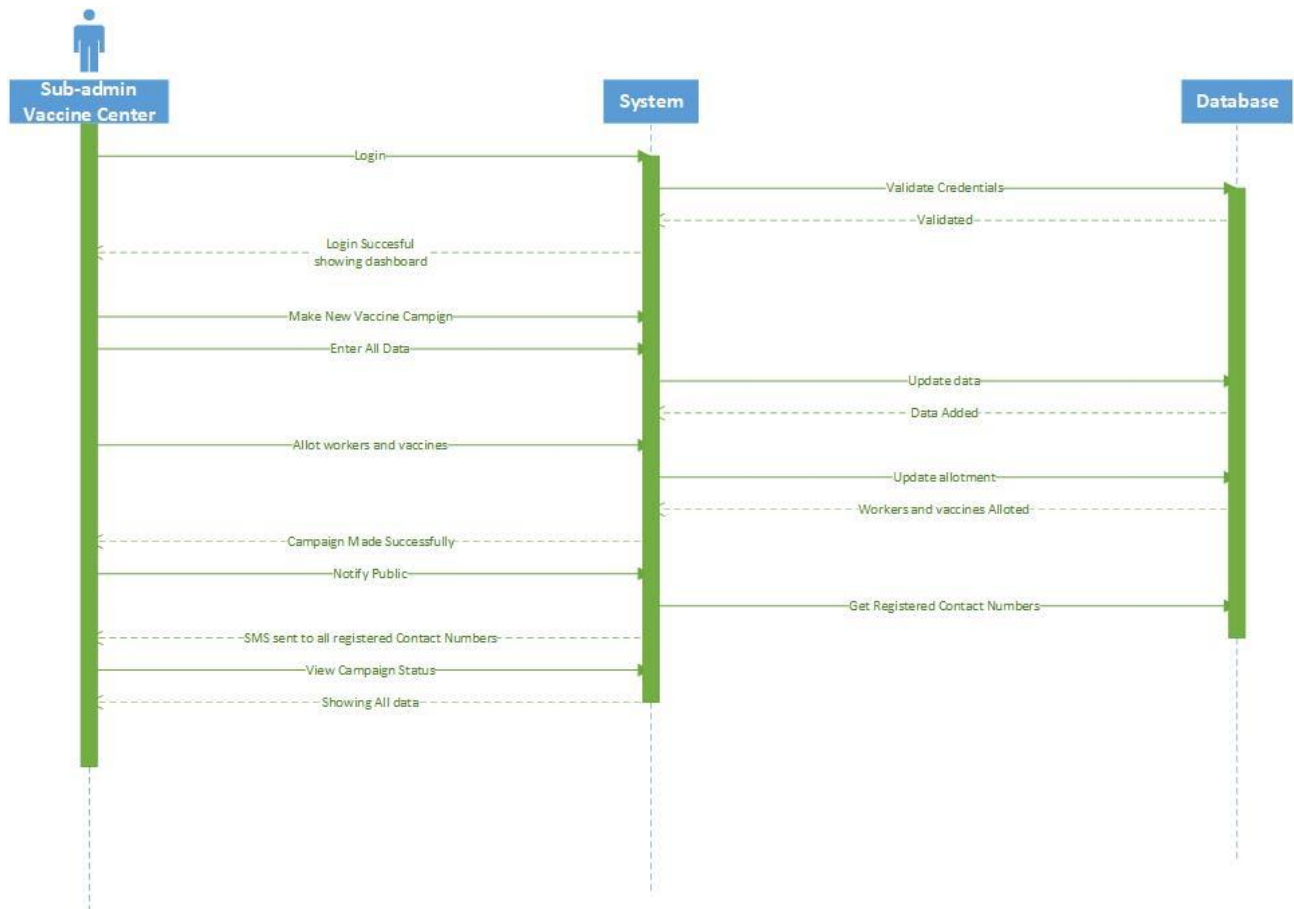 Sub-admin
Vaccine Center
System
Database
Login
Validate Credentials
Validated
Login Succesful
showing dashboard
Make New Vaccine Campign
Enter All Data
Update data
Data Added
Allot workers and vaccines
Update allotment
Workers and vaccines Alloted
Campaign Made Successfully
Notify Public
Get Registered Contact Numbers
SMS sent to all registered Contact Numbers
View Campaign Status
Showing All data